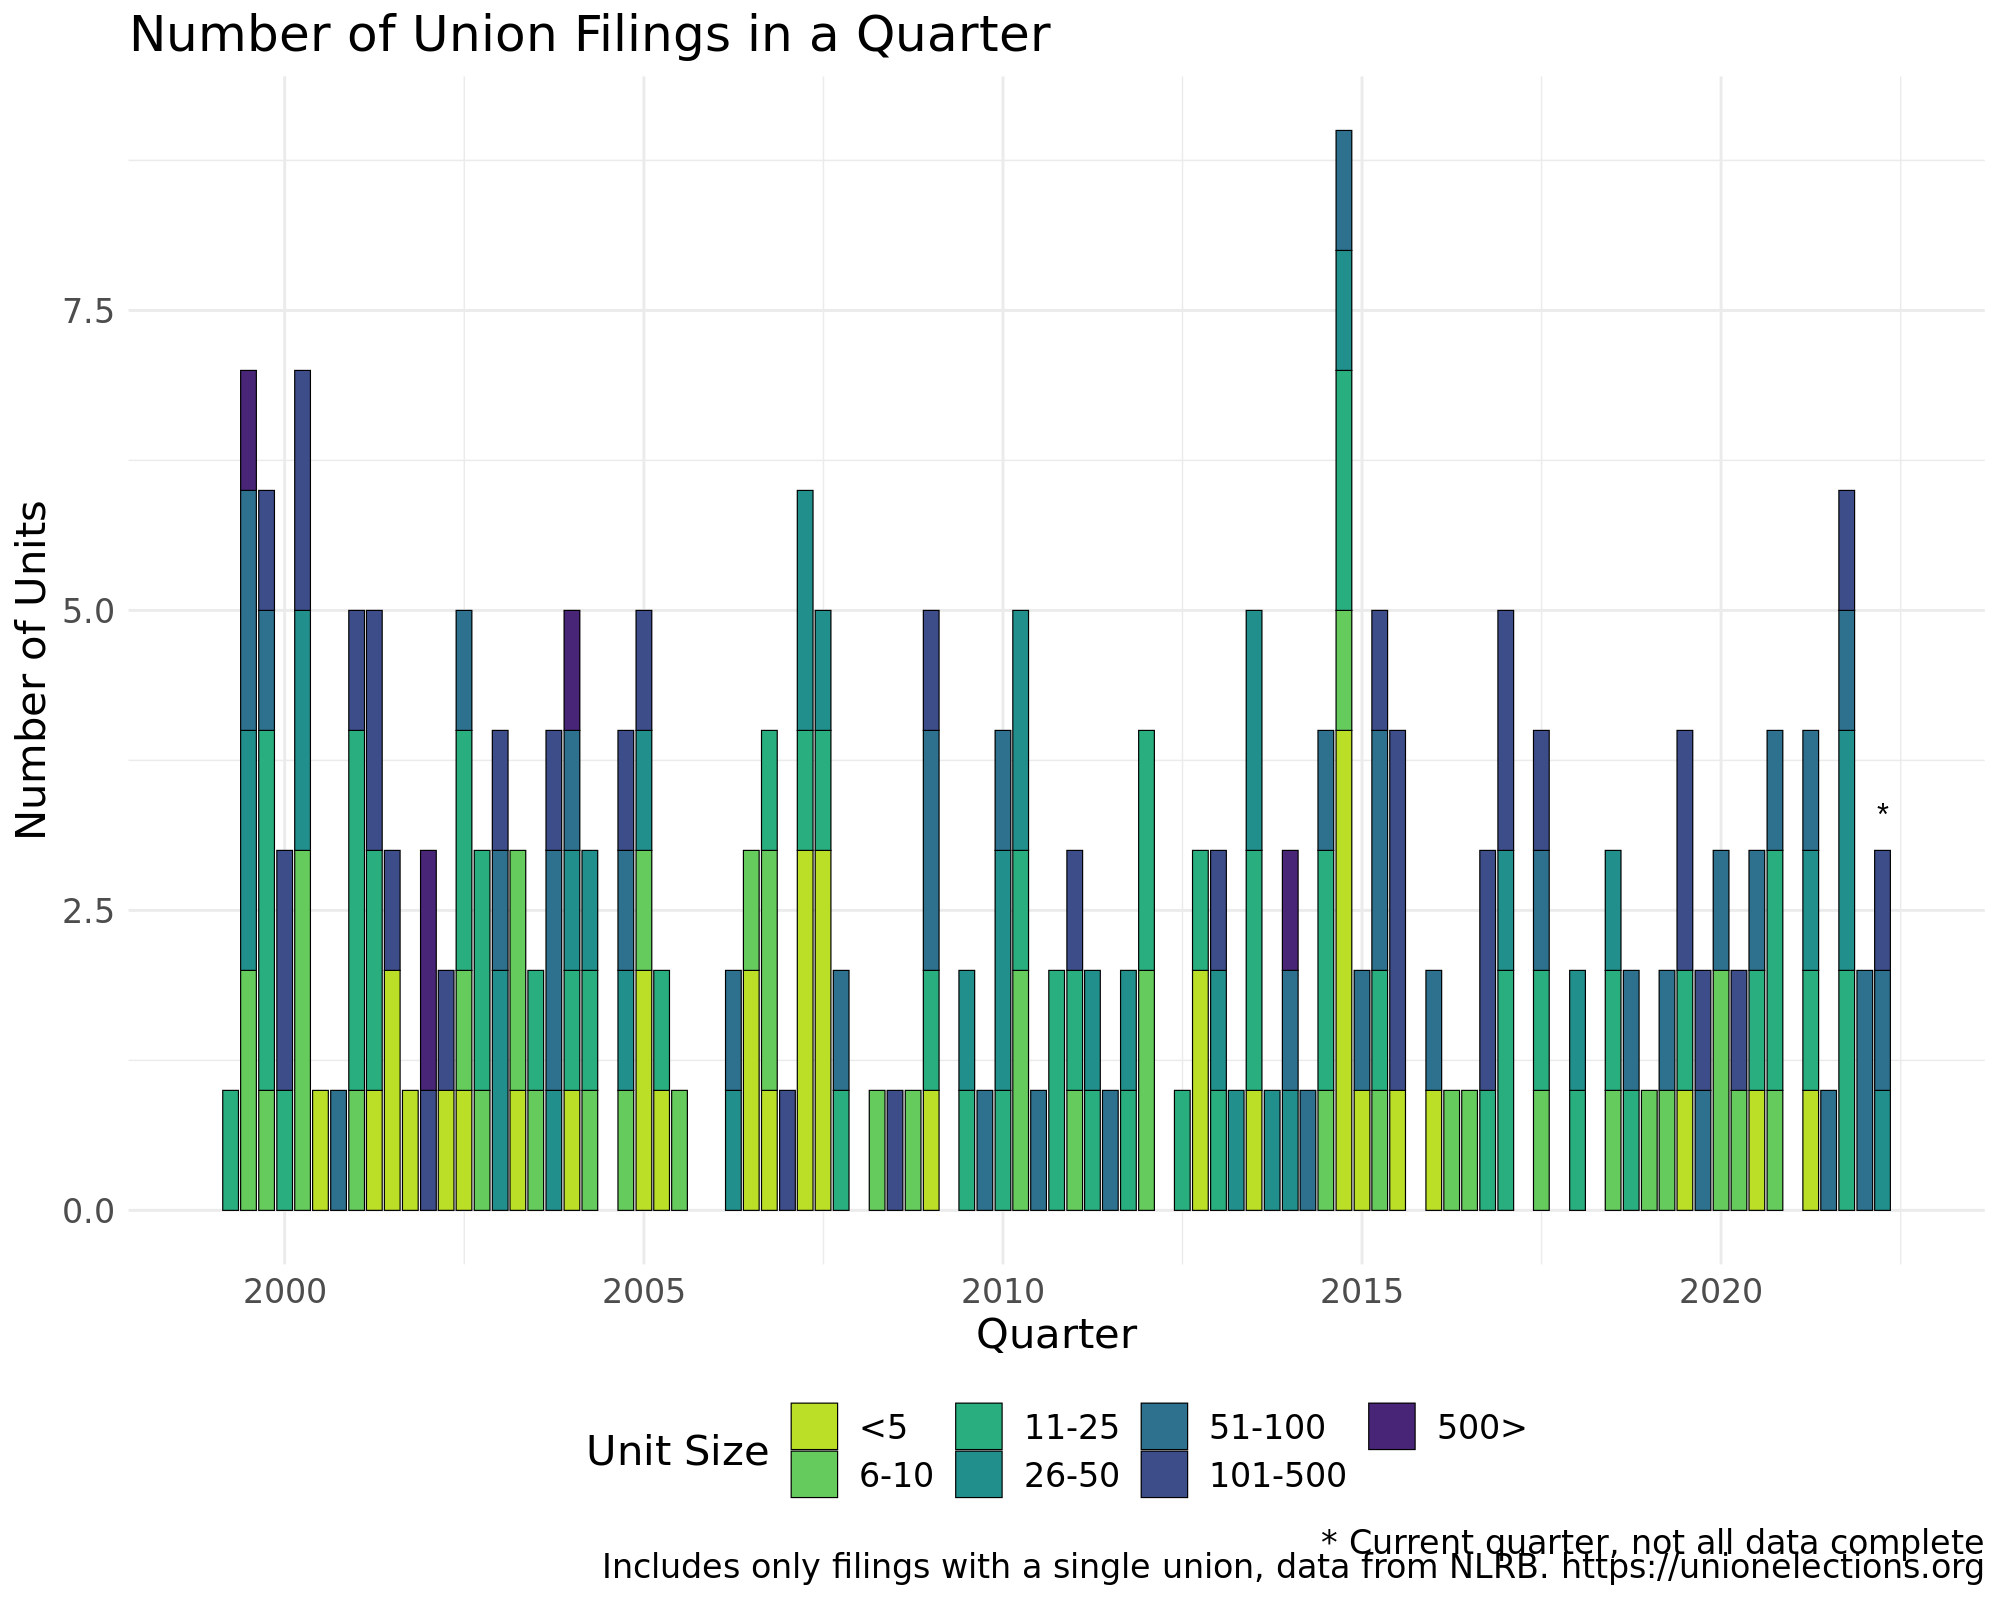 Number of Union Filings in a Quarter
Number of Units
7.5
5.0
2.5
0.0
*
2000 2005 2010 2015 2020
Quarter
Unit Size
<5 11-25 51-100 500>
6-10 26-50 101-500
* Current quarter, not all data complete
Includes only filings with a single union, data from NLRB. https://unionelections.org